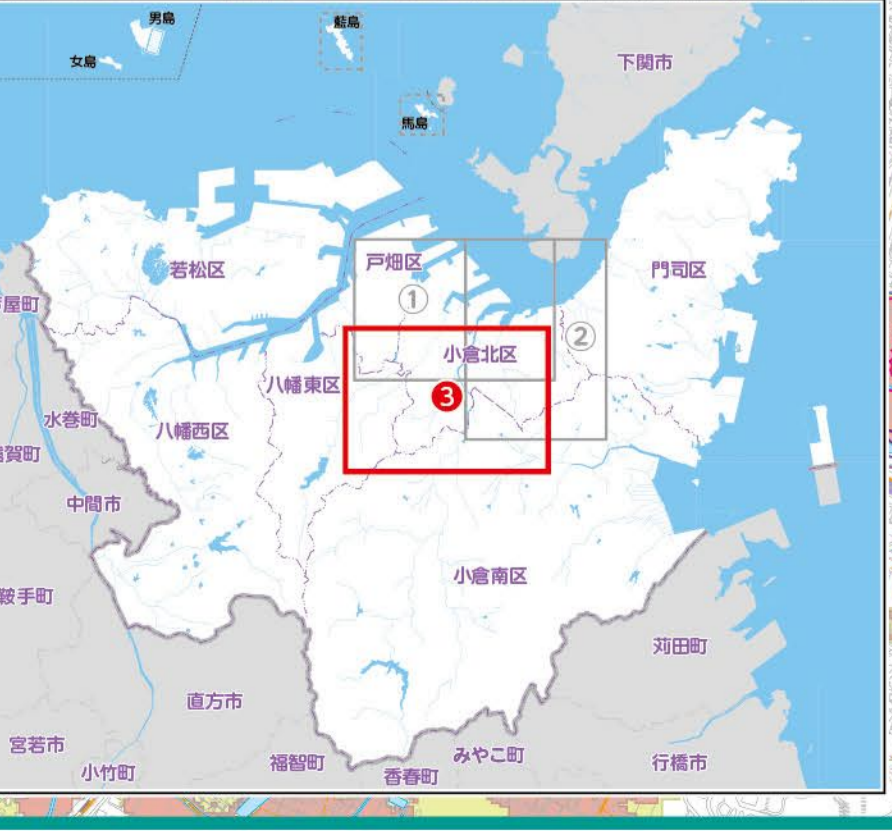 男島
藍島
女島
下関市
馬島
戸畑区
若松区
門司区
①
屋町
②
小倉北区
八幡東区
❸
水巻町
八幡西区
賀町
中間市
小倉南区
鞍手町
苅田町
直方市
宮若市
みやこ町
福智町
行橋市
小竹町
香春町